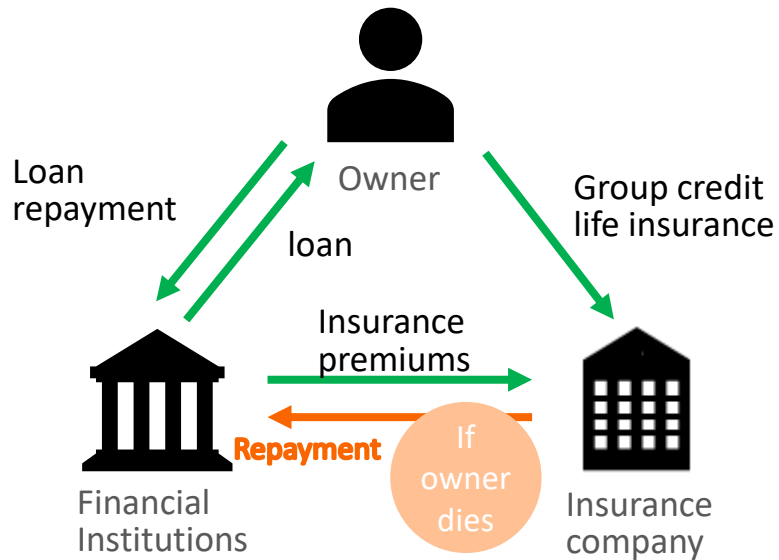 Owner
Loan
repayment
loan
Group credit
life insurance
Insurance
premiums
Repayment
If
owner
dies
Financial
Institutions
Insurance
company